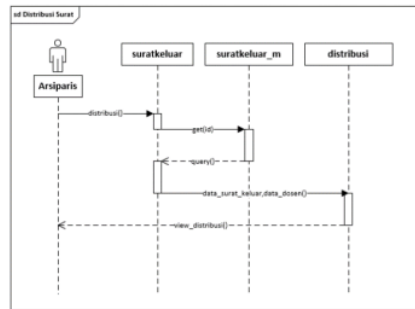 sd Distribusi Surat
suratkeluar
suratkeluar_m
distribusi
Arsiparis
distribusi()
get(id)
query()
data_surat_keluar,data_dosen()
view_distribusi()